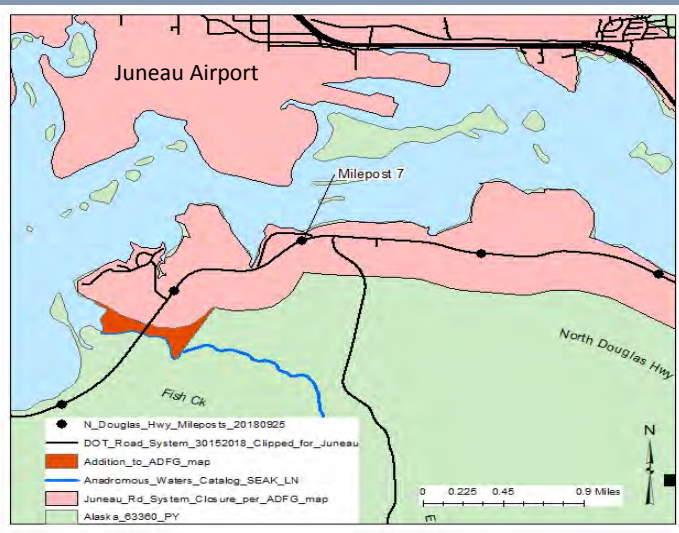 Juneau Airport
Milepost 7
North Douglas Hwy
Fish Ck
N_Douglas_Hwy_Mileposts_20180925
DOT_Road_System_30152018_Clipped_for_Juneau
Addition_to_ADFG_map
Anadromous_Waters_Catalog_SEAK_LN
Juneau_Rd_System_Closure_per_ADFG_map
Alaska_63360_PY
0 0.225 0.45 0.9 Miles
N
E